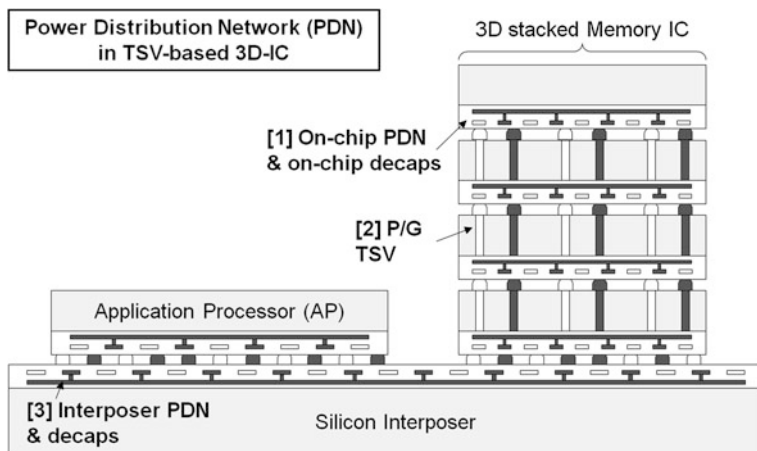 Power Distribution Network (PDN)
in TSV-based 3D-IC
3D stacked Memory IC
[1] On-chip PDN
& on-chip decaps
[2] P/G
TSV
Application Processor (AP)
[3] Interposer PDN
& decaps
Silicon Interposer